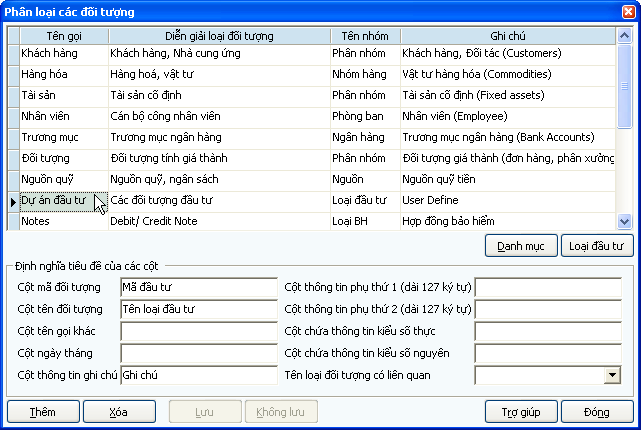 Phân loại các đối tượng
Tên gọi Diễn giải loại đối tượng Tên nhóm Ghi chú
Khách hàng Khách hàng, Nhà cung ứng Phân nhóm Khách hàng, Đối tác (Customers)
Hàng hóa Hàng hoá, vật tư Nhóm hàng Vật tư hàng hóa (Commodities)
Tài sản Tài sản cố định Phân nhóm Tài sản cố định (Fixed assets)
Nhân viên Cán bộ công nhân viên Phòng ban Nhân viên (Employee)
Trương mục Trương mục ngân hàng Ngân hàng Trương mục ngân hàng (Bank Accounts)
Đối tượng Đối tượng tính giá thành Phân nhóm Đối tượng giá thành (đơn hàng, phân xưởng
Nguồn quỹ Nguồn quỹ, ngân sách Nguồn Nguồn quỹ tiền
Dự án đầu tư Các đối tượng đầu tư Loại đầu tư User Define
Notes Debit/ Credit Note Loại BH Hợp đồng bảo hiểm
Danh mục Loại đầu tư
Định nghĩa tiêu đề của các cột
Cột mã đối tượng Mã đầu tư Cột thông tin phụ thứ 1 (dài 127 ký tự)
Cột tên đối tượng Tên loại đầu tư Cột thông tin phụ thứ 2 (dài 127 ký tự)
Cột tên gọi khác Cột chứa thông tin kiểu số thực
Cột ngày tháng Cột chứa thông tin kiểu số nguyên
Cột thông tin ghi chú Ghi chú Tên loại đối tượng có liên quan
Thêm Xóa Lưu Không lưu Trợ giúp Đóng